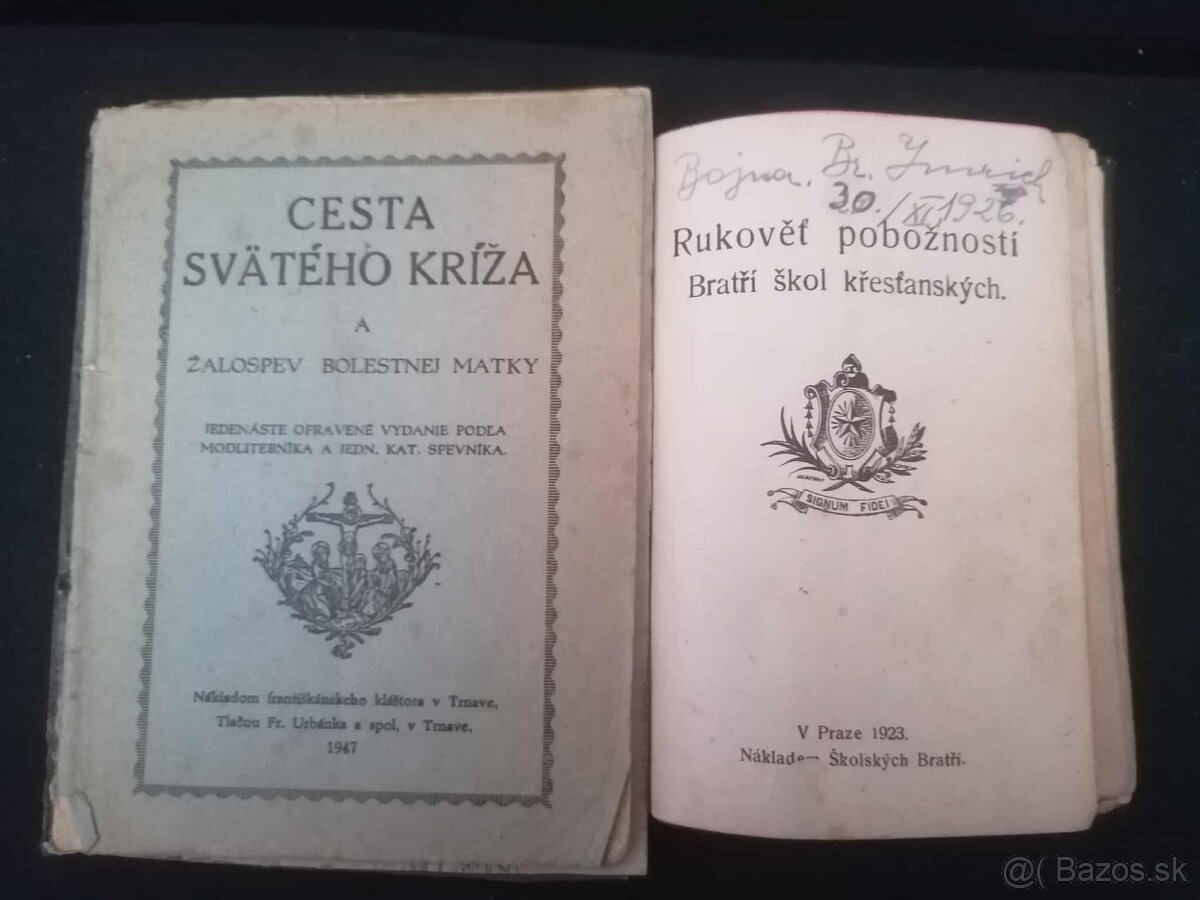 CESTA
SVÄTÉHO KRÍŽA
A
ŽALOSPEV BOLESTNEJ MATKY
JEDENÁSTE OPRAVENÉ VYDANIE PODĽA
MODLITEBNÍKA A JEDN. KAT. SPEVNÍKA.
Nákladom františkánskeho kláštora v Trnave,
Tlačou Fr. Urbánka a spol, v Trnave,
1947
Bojna, Br. Imrich
30./XI,1926.
Rukověť pobožností
Bratří škol křesťanských.
SIGNUM FIDEI
V Praze 1923.
Nákladem Školských Bratří.
@( Bazos.sk